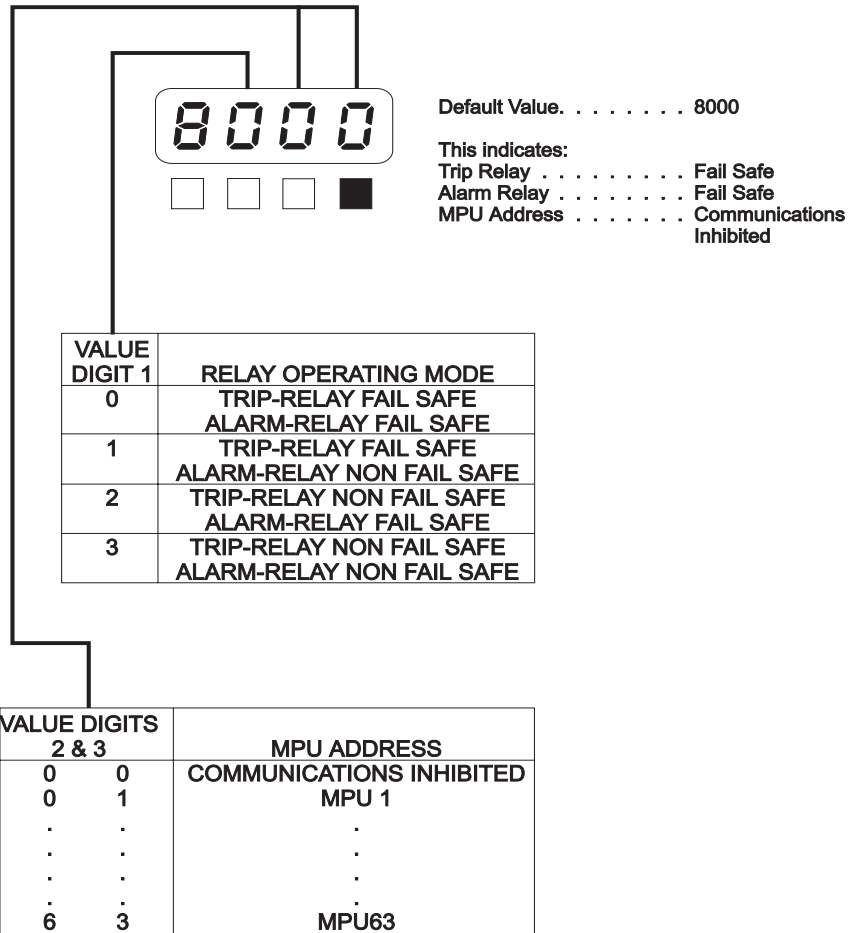 8000
Default Value. . . . . . . . 8000
This indicates:
Trip Relay . . . . . . . . . . Fail Safe
Alarm Relay . . . . . . . . Fail Safe
MPU Address . . . . . . . Communications
Inhibited
VALUE
DIGIT 1 RELAY OPERATING MODE
0 TRIP-RELAY FAIL SAFE
ALARM-RELAY FAIL SAFE
1 TRIP-RELAY FAIL SAFE
ALARM-RELAY NON FAIL SAFE
2 TRIP-RELAY NON FAIL SAFE
ALARM-RELAY FAIL SAFE
3 TRIP-RELAY NON FAIL SAFE
ALARM-RELAY NON FAIL SAFE
VALUE DIGITS
2 & 3 MPU ADDRESS
0 0 COMMUNICATIONS INHIBITED
0 1 MPU 1
. . .
. . .
. . .
. . .
6 3 MPU63